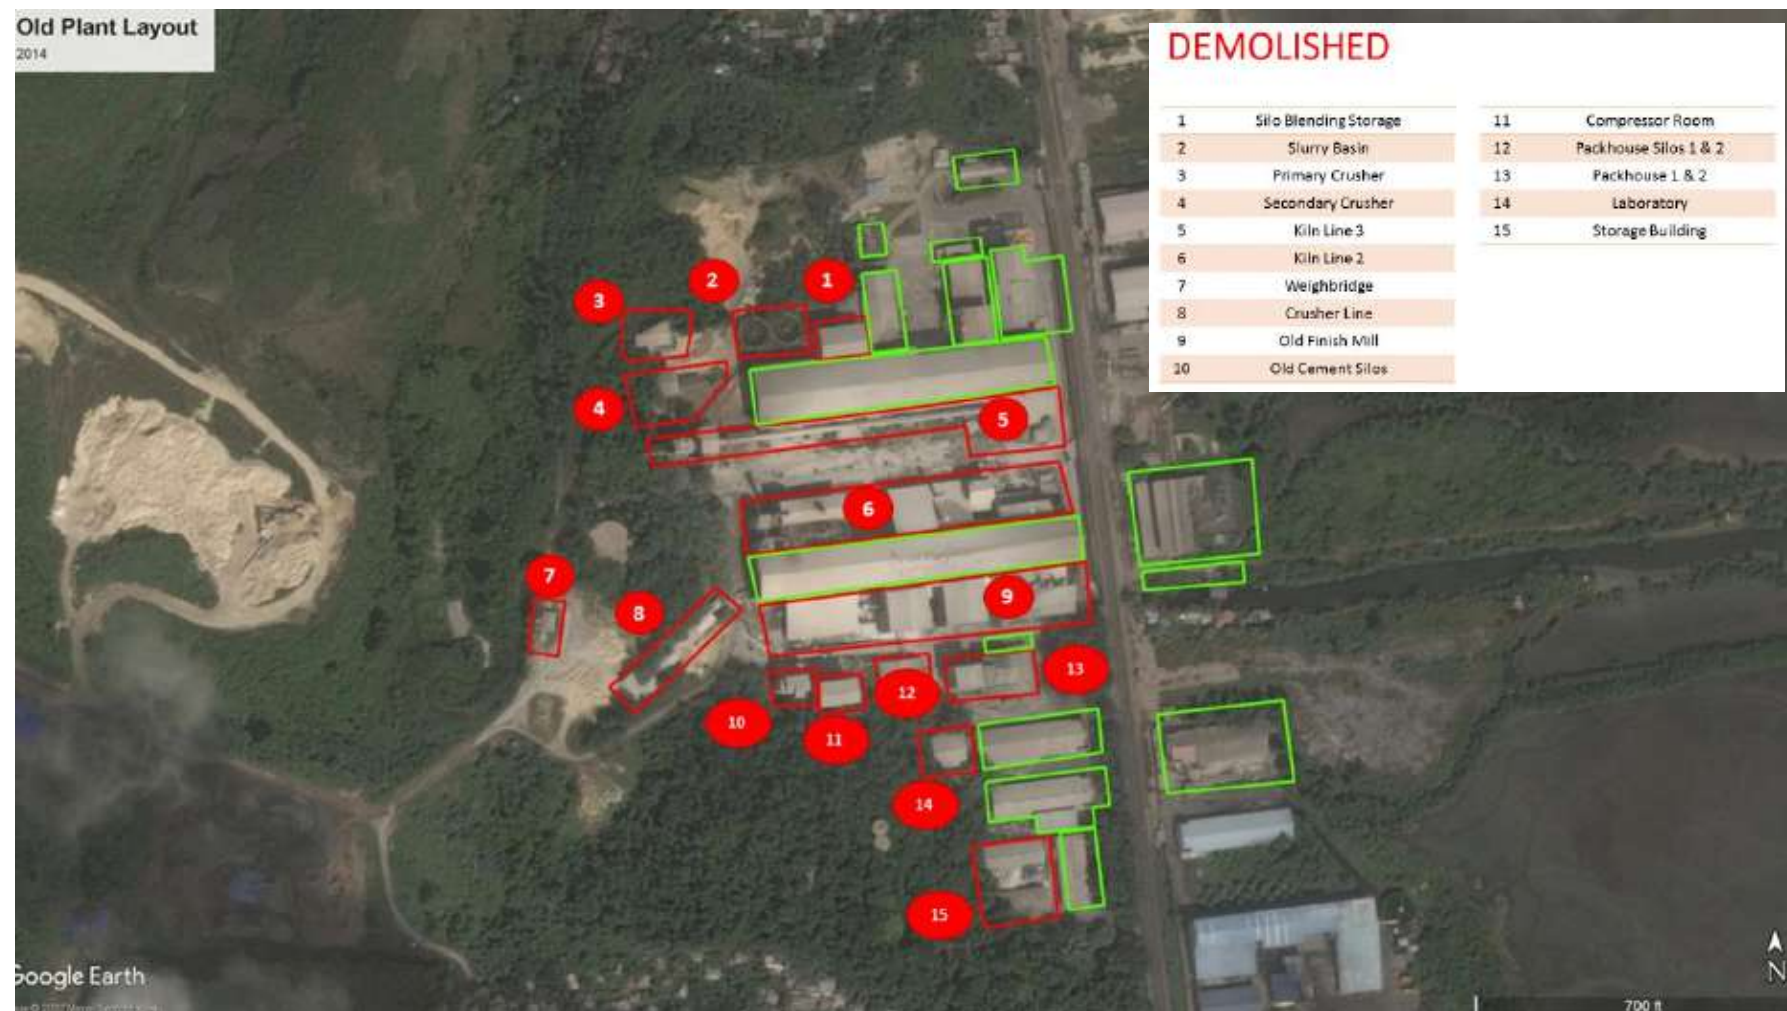 Old Plant Layout
2014
DEMOLISHED
1 Silo Blending Storage
2 Slurry Basin
3 Primary Crusher
4 Secondary Crusher
5 Kiln Line 3
6 Kiln Line 2
7 Weighbridge
8 Crusher Line
9 Old Finish Mill
10 Old Cement Silos
11 Compressor Room
12 Packhouse Silos 1 & 2
13 Packhouse 1 & 2
14 Laboratory
15 Storage Building
1
2
3
4
5
6
7
8
9
10
11
12
13
14
15
Google Earth
N
700 ft